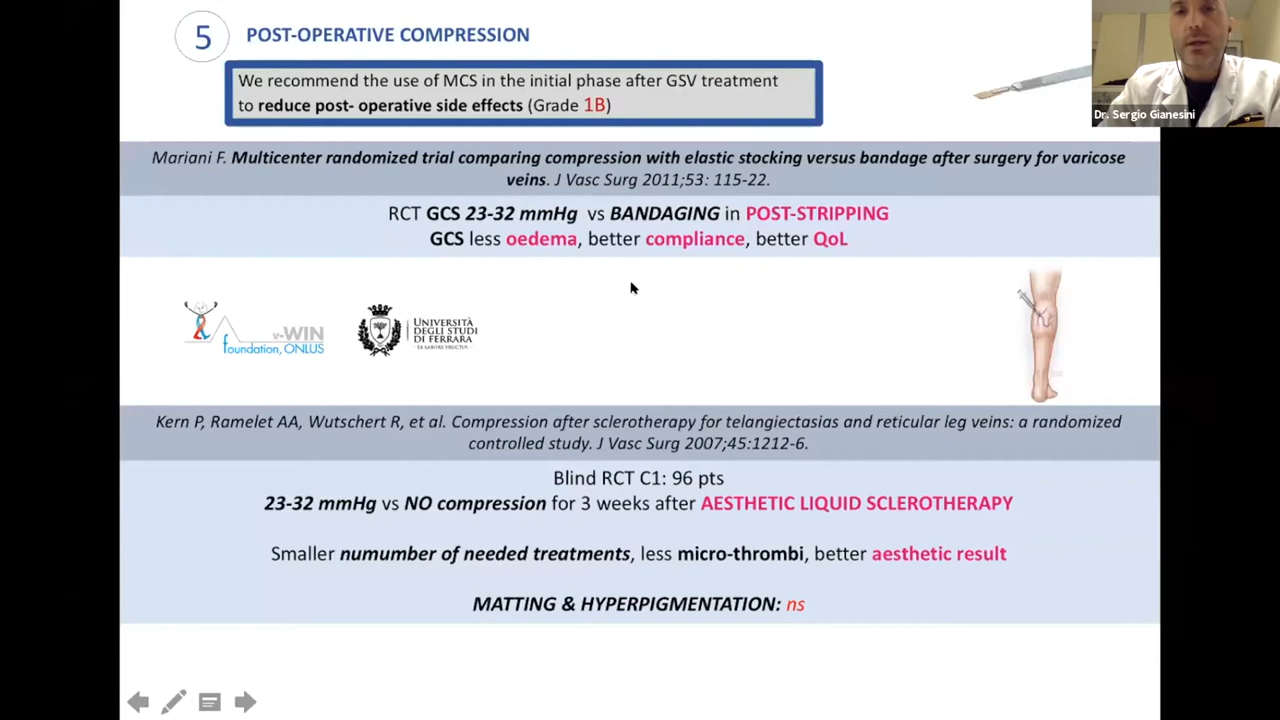 5
POST-OPERATIVE COMPRESSION
We recommend the use of MCS in the initial phase after GSV treatment
to reduce post- operative side effects (Grade 1B)
Dr. Sergio Gianesini
Mariani F. Multicenter randomized trial comparing compression with elastic stocking versus bandage after surgery for varicose
veins. J Vasc Surg 2011;53: 115-22.
RCT GCS 23-32 mmHg vs BANDAGING in POST-STRIPPING
GCS less oedema, better compliance, better QoL
v-WIN
foundation, ONLUS
UNIVERSITÀ
DEGLI STUDI
DI FERRARA
- EX LABORE FRUCTUS -
Kern P, Ramelet AA, Wutschert R, et al. Compression after sclerotherapy for telangiectasias and reticular leg veins: a randomized
controlled study. J Vasc Surg 2007;45:1212-6.
Blind RCT C1: 96 pts
23-32 mmHg vs NO compression for 3 weeks after AESTHETIC LIQUID SCLEROTHERAPY
Smaller numumber of needed treatments, less micro-thrombi, better aesthetic result
MATTING & HYPERPIGMENTATION: ns